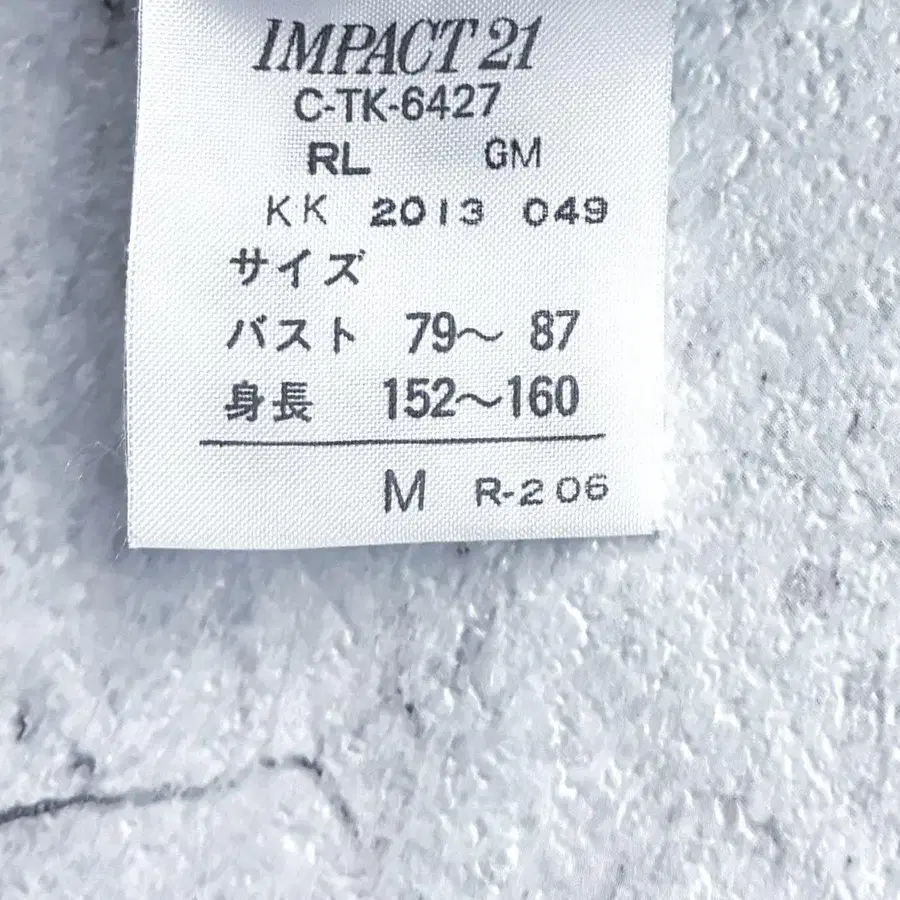 IMPACT 21
C-TK-6427
RL GM
KK 2013 049
サイズ
バスト 79〜 87
身長 152〜160
M R-206